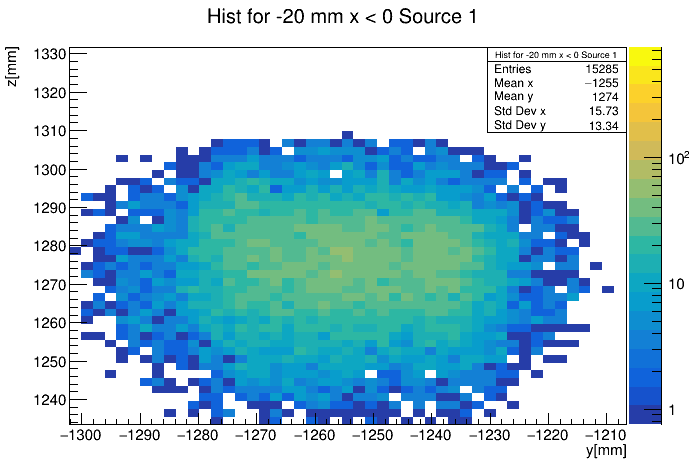 Hist for -20 mm x < 0 Source 1
z[mm]
1330
1320
1310
1300
1290
1280
1270
1260
1250
1240
Hist for -20 mm x < 0 Source 1
Entries 15285
Mean x −1255
Mean y 1274
Std Dev x 15.73
Std Dev y 13.34
10²
10
1
−1300 −1290 −1280 −1270 −1260 −1250 −1240 −1230 −1220 −1210
y[mm]